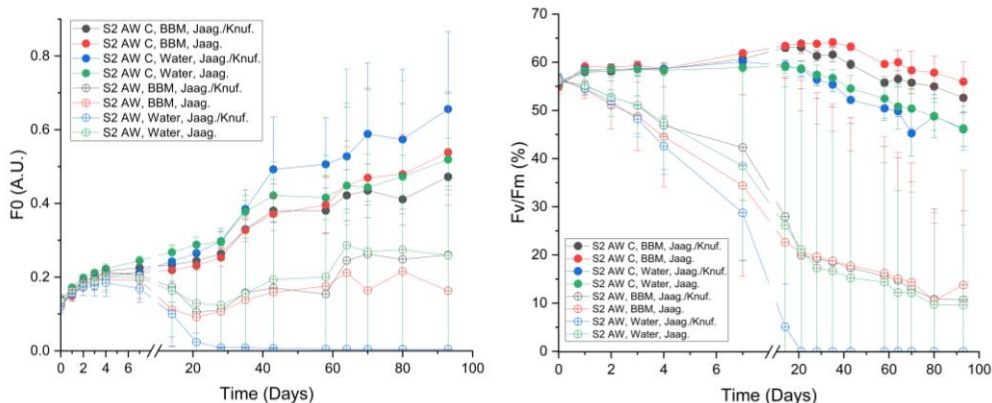 0.8
0.6
0.4
0.2
0.0
F0 (A.U.)
S2 AW C, BBM, Jaag./Knuf.
S2 AW C, BBM, Jaag.
S2 AW C, Water, Jaag./Knuf.
S2 AW C, Water, Jaag.
S2 AW, BBM, Jaag./Knuf.
S2 AW, BBM, Jaag.
S2 AW, Water, Jaag./Knuf.
S2 AW, Water, Jaag.
0 2 4 6 20 40 60 80 100
Time (Days)
70
60
50
40
30
20
10
0
Fv/Fm (%)
S2 AW C, BBM, Jaag./Knuf.
S2 AW C, BBM, Jaag.
S2 AW C, Water, Jaag./Knuf.
S2 AW C, Water, Jaag.
S2 AW, BBM, Jaag./Knuf.
S2 AW, BBM, Jaag.
S2 AW, Water, Jaag./Knuf.
S2 AW, Water, Jaag.
0 2 4 6 20 40 60 80 100
Time (Days)